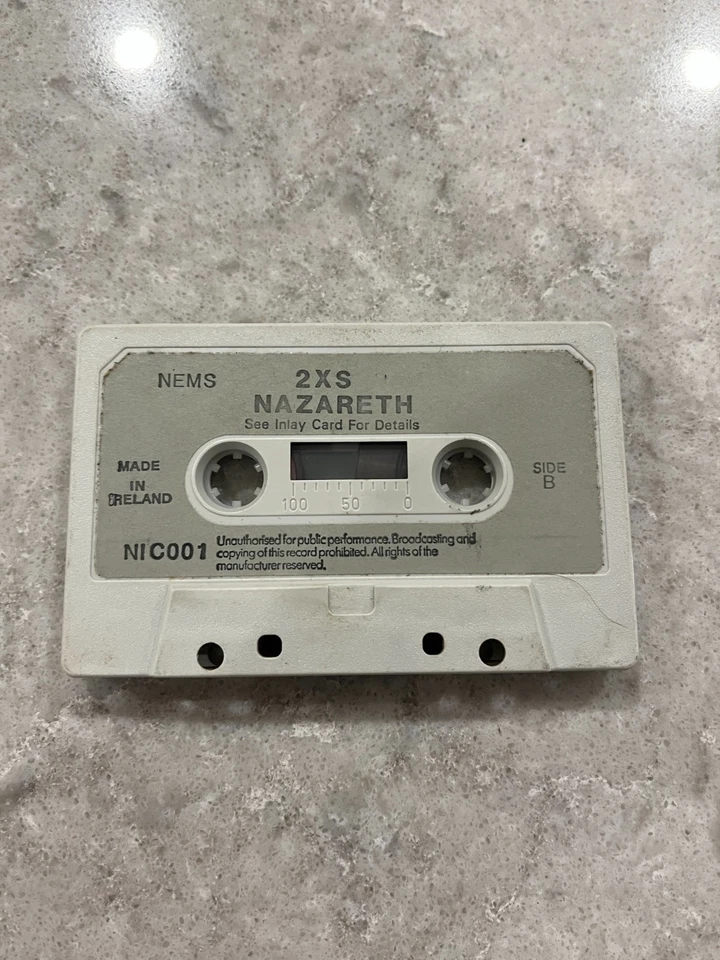 NEMS
2XS
NAZARETH
See Inlay Card For Details
MADE
IN
IRELAND
100 50 0
SIDE
B
NIC001
Unauthorised for public performance. Broadcasting and
copying of this record prohibited. All rights of the
manufacturer reserved.